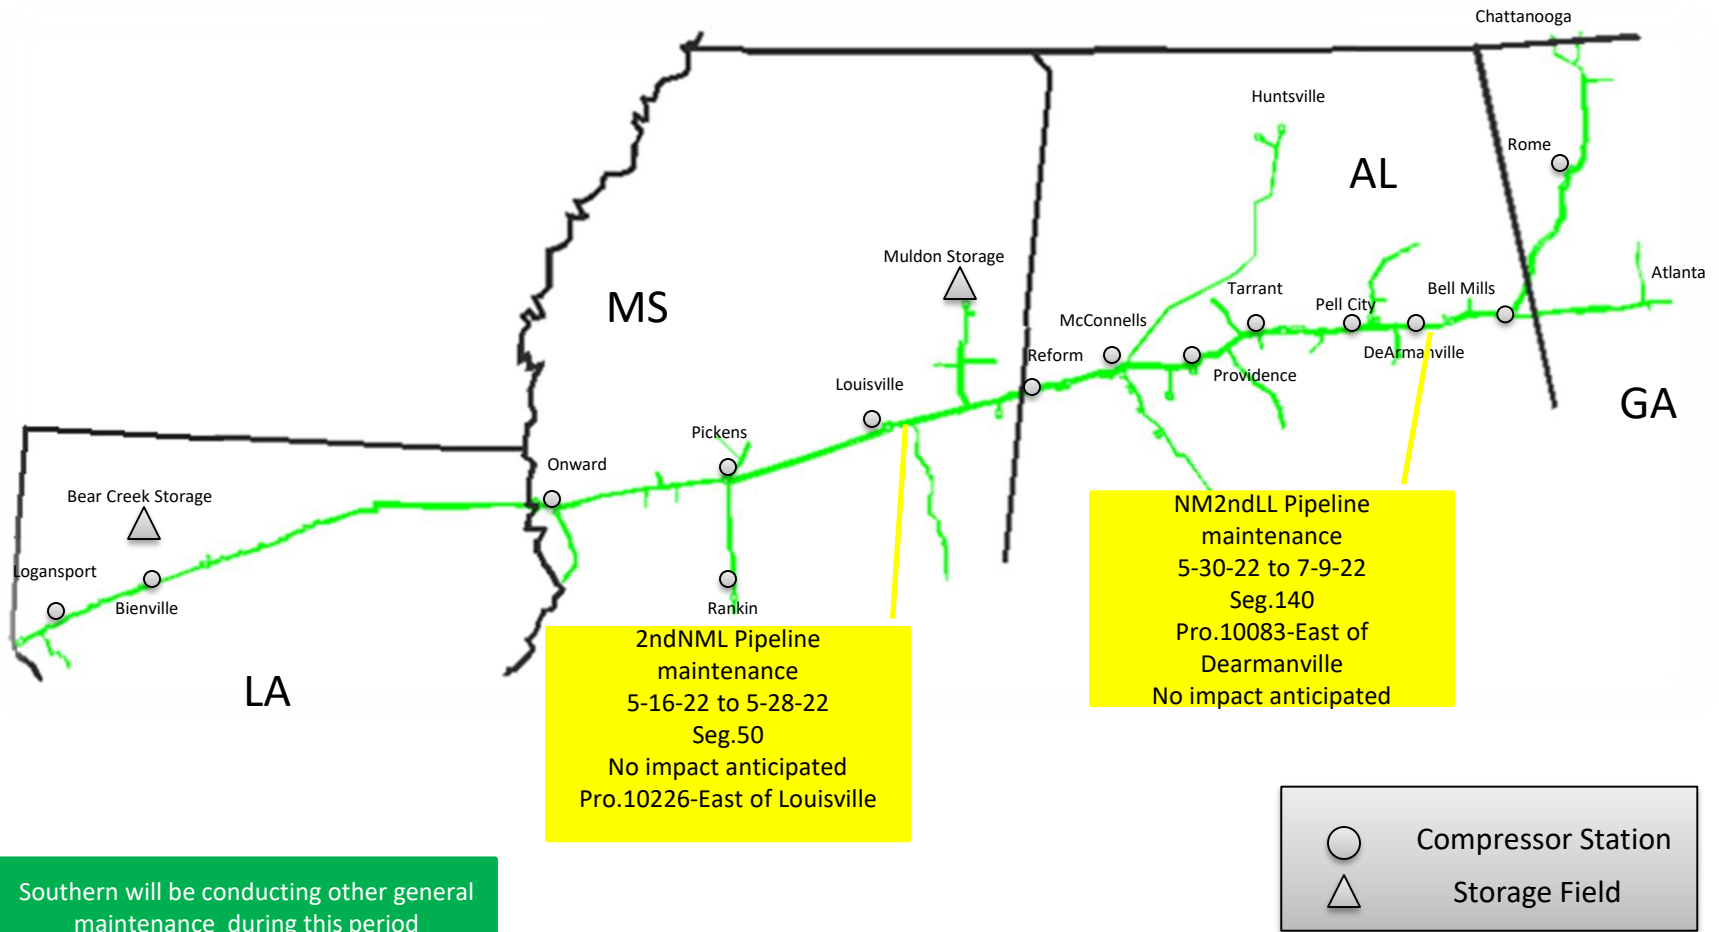 Chattanooga
Huntsville
Rome
AL
Muldon Storage
Atlanta
Tarrant
Bell Mills
MS
Pell City
McConnells
Reform
DeArmanville
Providence
Louisville
GA
Pickens
Onward
Bear Creek Storage
Logansport
Bienville
Rankin
LA
NM2ndLL Pipeline
maintenance
5-30-22 to 7-9-22
Seg.140
Pro.10083-East of
Dearmanville
No impact anticipated
2ndNML Pipeline
maintenance
5-16-22 to 5-28-22
Seg.50
No impact anticipated
Pro.10226-East of Louisville
Compressor Station
Storage Field
Southern will be conducting other general
maintenance during this period